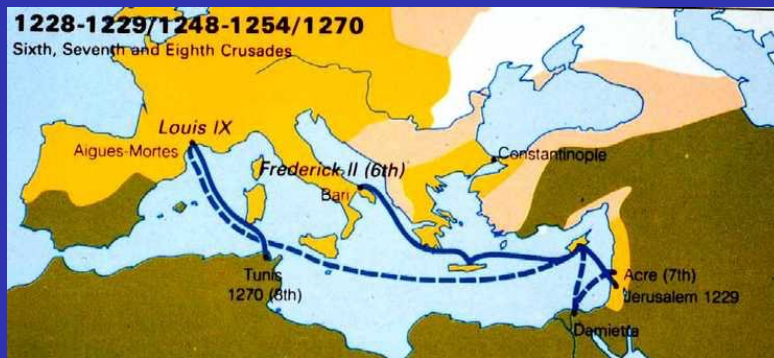 1228-1229/1248-1254/1270
Sixth, Seventh and Eighth Crusades
Louis IX
Aigues-Mortes
Frederick II (6th)
Bari
Constantinople
Tunis
1270 (8th)
Acre (7th)
Jerusalem 1229
Damietta